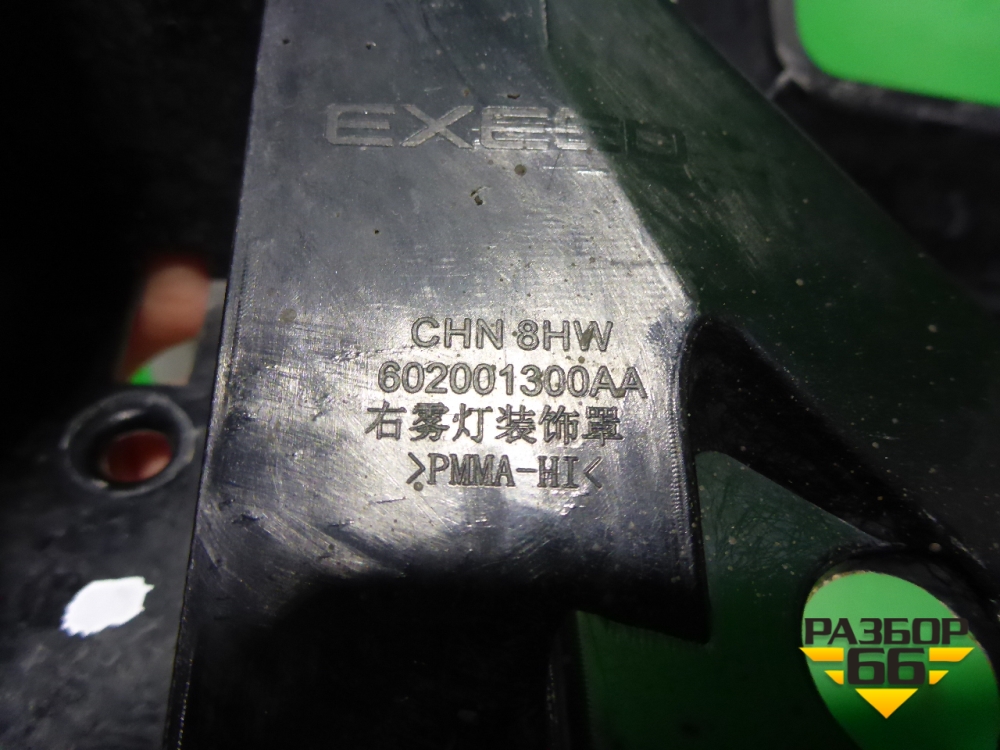 EXEED
CHN 8HW
602001300AA
右雾灯装饰罩
>PMMA-HI<
РАЗБОР
66